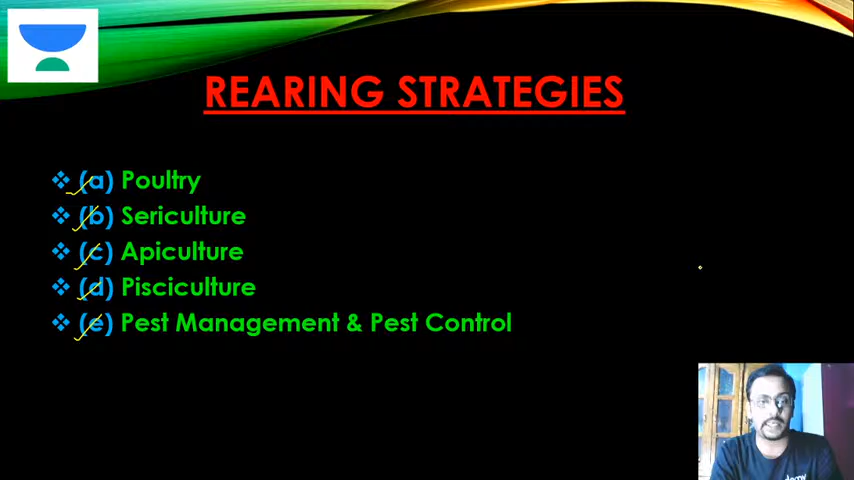 REARING STRATEGIES
❖ (a) Poultry
❖ (b) Sericulture
❖ (c) Apiculture
❖ (d) Pisciculture
❖ (e) Pest Management & Pest Control